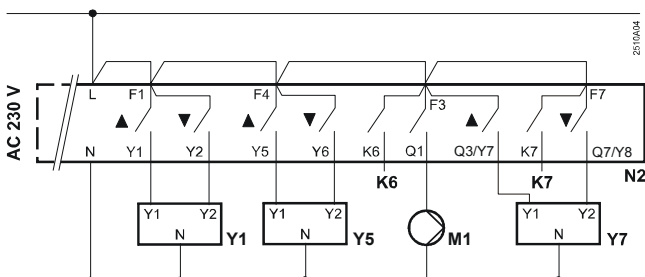 2510A04
AC 230 V
L F1 F4 F3 F7
N Y1 Y2 Y5 Y6 K6 Q1 Q3/Y7 K7 Q7/Y8
K6 K7 N2
Y1 Y2 Y1 Y2 Y1 Y2
N Y1 N Y5 M1 N Y7